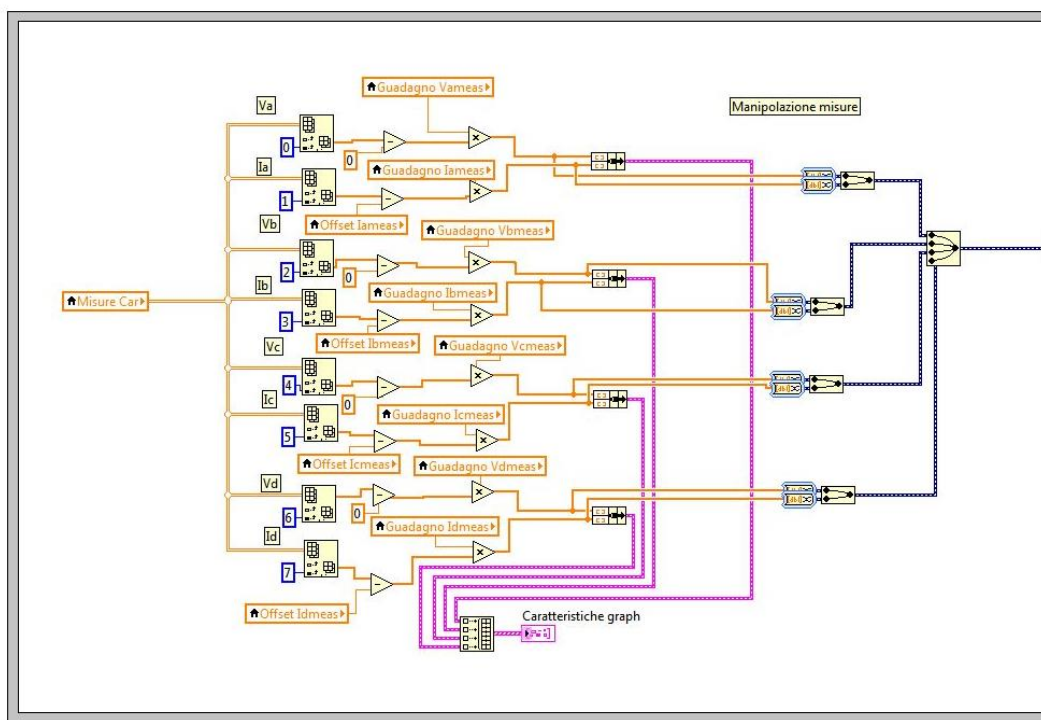 Va
Guadagno Vameas
Manipolazione misure
0
0
Ia
Guadagno Iameas
1
Offset Iameas
Vb
Guadagno Vbmeas
2
0
Ib
Guadagno Ibmeas
Misure Car
3
Offset Ibmeas
Vc
Guadagno Vcmeas
4
0
Ic
Guadagno Icmeas
5
Offset Icmeas
Guadagno Vdmeas
Vd
6
0
Id
Guadagno Idmeas
7
Offset Idmeas
Caratteristiche graph